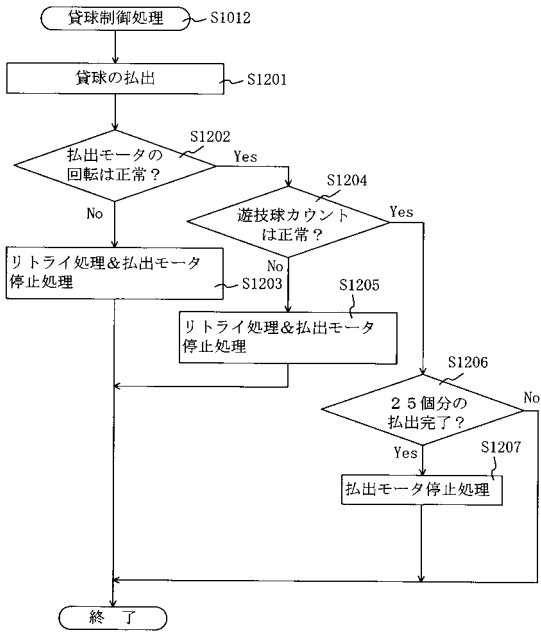 貸球制御処理
S1012
貸球の払出
S1201
払出モータの
回転は正常？
S1202
Yes
No
遊技球カウント
は正常？
S1204
Yes
No
リトライ処理＆払出モータ
停止処理
S1203
リトライ処理＆払出モータ
停止処理
S1205
２５個分の
払出完了？
S1206
No
Yes
払出モータ停止処理
S1207
終　了